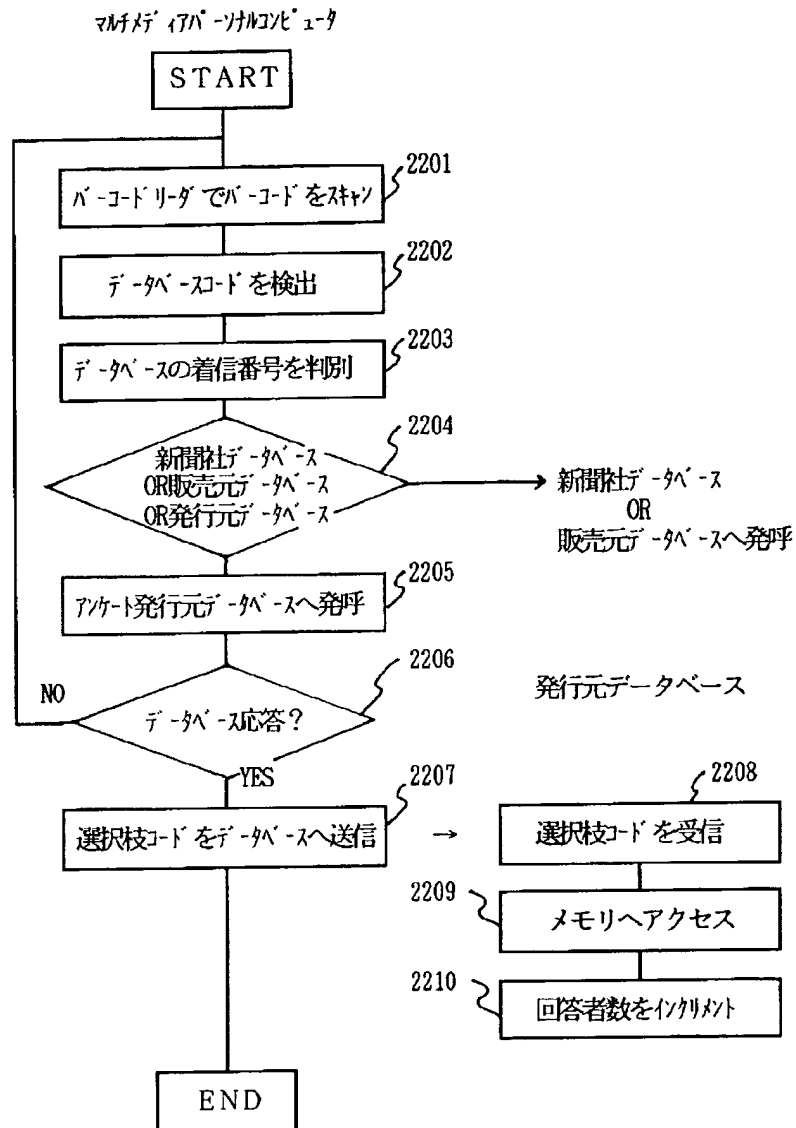 マルチメディアパーソナルコンピュータ
START
2201
バーコードリーダでバーコードをスキャン
2202
データベースコードを検出
2203
データベースの着信番号を判別
2204
新聞社データベース
OR販売元データベース
OR発行元データベース
新聞社データベース
OR
販売元データベースへ発呼
2205
アンケート発行元データベースへ発呼
2206
発行元データベース
NO
データベース応答?
YES
2207
選択枝コードをデータベースへ送信
→
2208
選択枝コードを受信
2209
メモリへアクセス
2210
回答者数をインクリメント
END